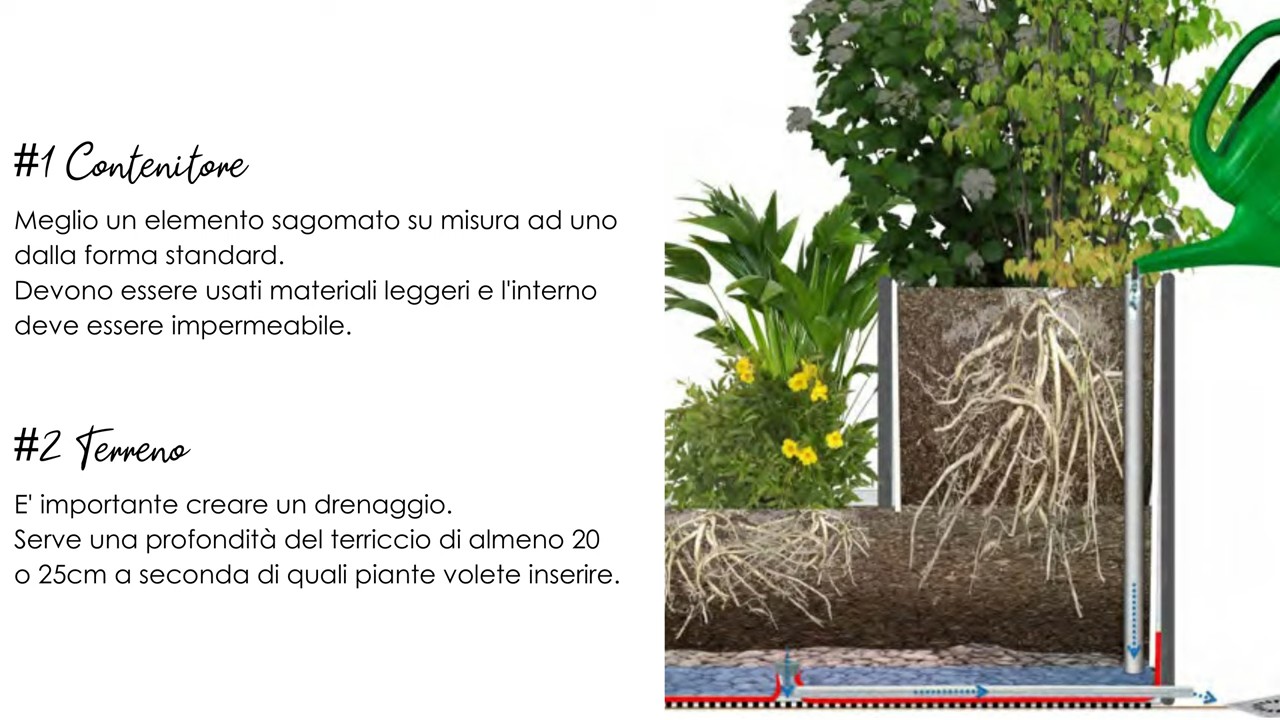 #1 Contenitore
Meglio un elemento sagomato su misura ad uno
dalla forma standard.
Devono essere usati materiali leggeri e l'interno
deve essere impermeabile.
#2 Terreno
E' importante creare un drenaggio.
Serve una profondità del terriccio di almeno 20
o 25cm a seconda di quali piante volete inserire.